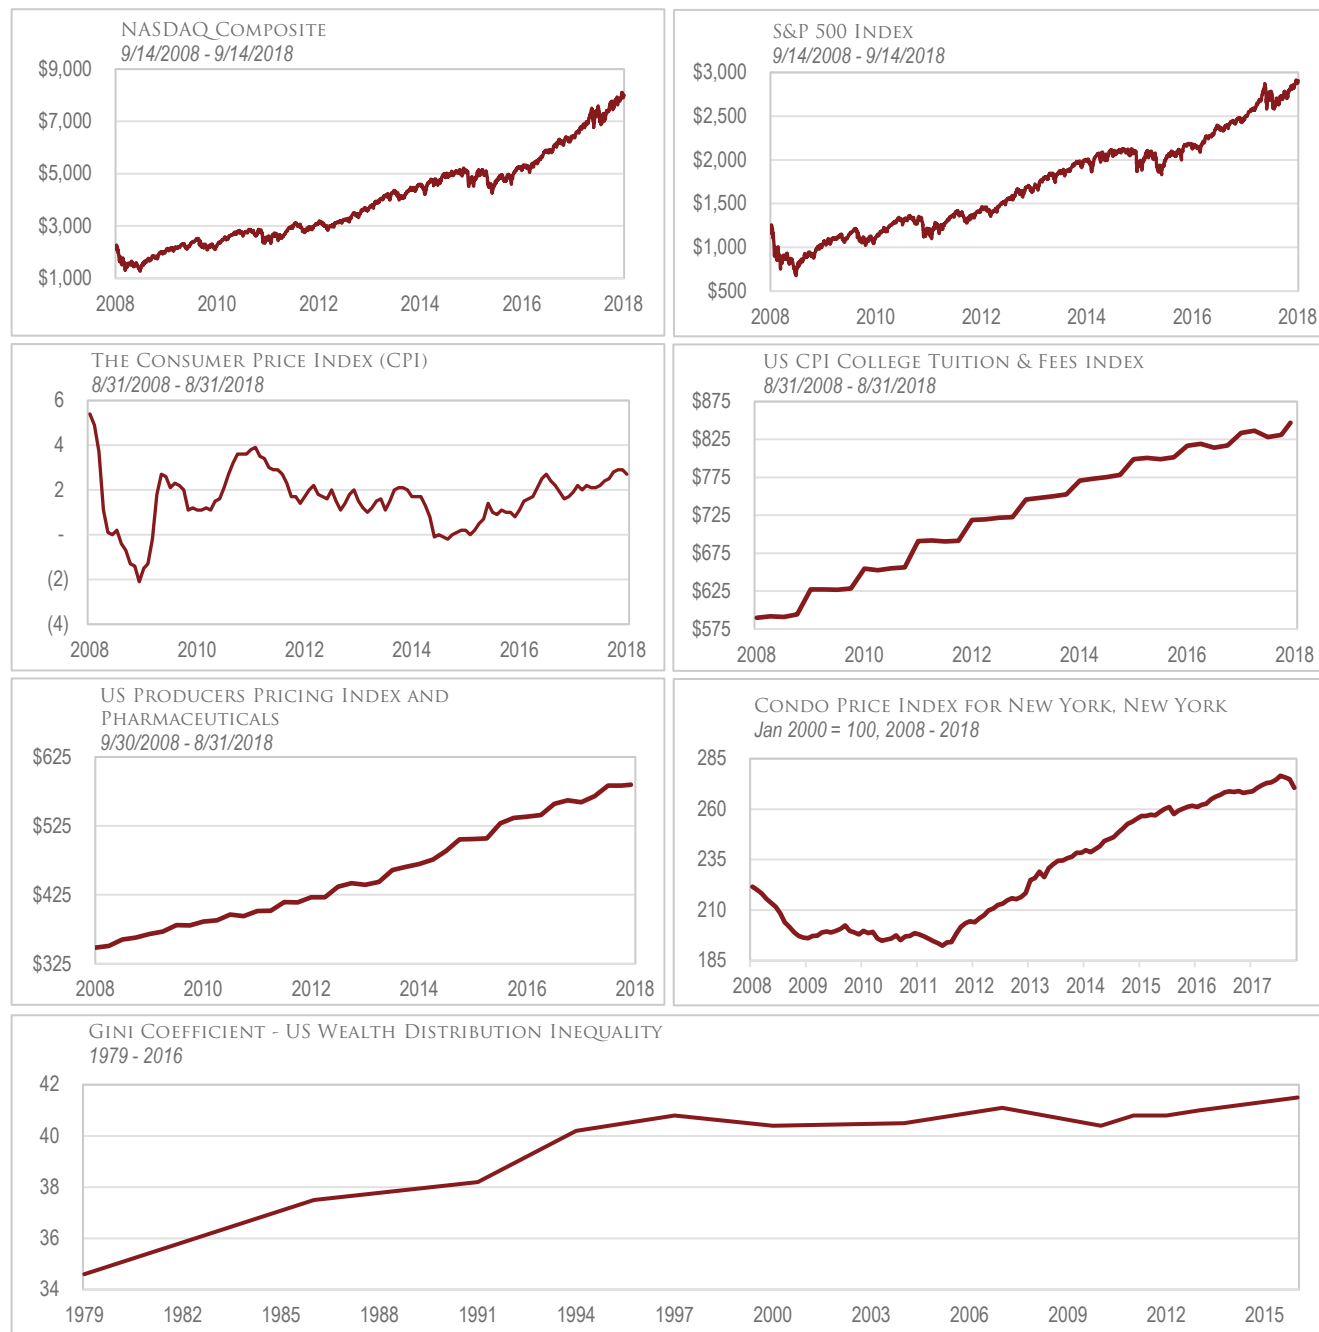 NASDAQ Composite
9/14/2008 - 9/14/2018
$9,000
$7,000
$5,000
$3,000
$1,000
2008 2010 2012 2014 2016 2018
S&P 500 Index
9/14/2008 - 9/14/2018
$3,000
$2,500
$2,000
$1,500
$1,000
$500
2008 2010 2012 2014 2016 2018
The Consumer Price Index (CPI)
8/31/2008 - 8/31/2018
6
4
2
-
(2)
(4)
2008 2010 2012 2014 2016 2018
US CPI College Tuition & Fees index
8/31/2008 - 8/31/2018
$875
$825
$775
$725
$675
$625
$575
2008 2010 2012 2014 2016 2018
US Producers Pricing Index and
Pharmaceuticals
9/30/2008 - 8/31/2018
$625
$525
$425
$325
2008 2010 2012 2014 2016 2018
Condo Price Index for New York, New York
Jan 2000 = 100, 2008 - 2018
285
260
235
210
185
2008 2009 2010 2011 2012 2013 2014 2015 2016 2017
Gini Coefficient - US Wealth Distribution Inequality
1979 - 2016
42
40
38
36
34
1979 1982 1985 1988 1991 1994 1997 2000 2003 2006 2009 2012 2015